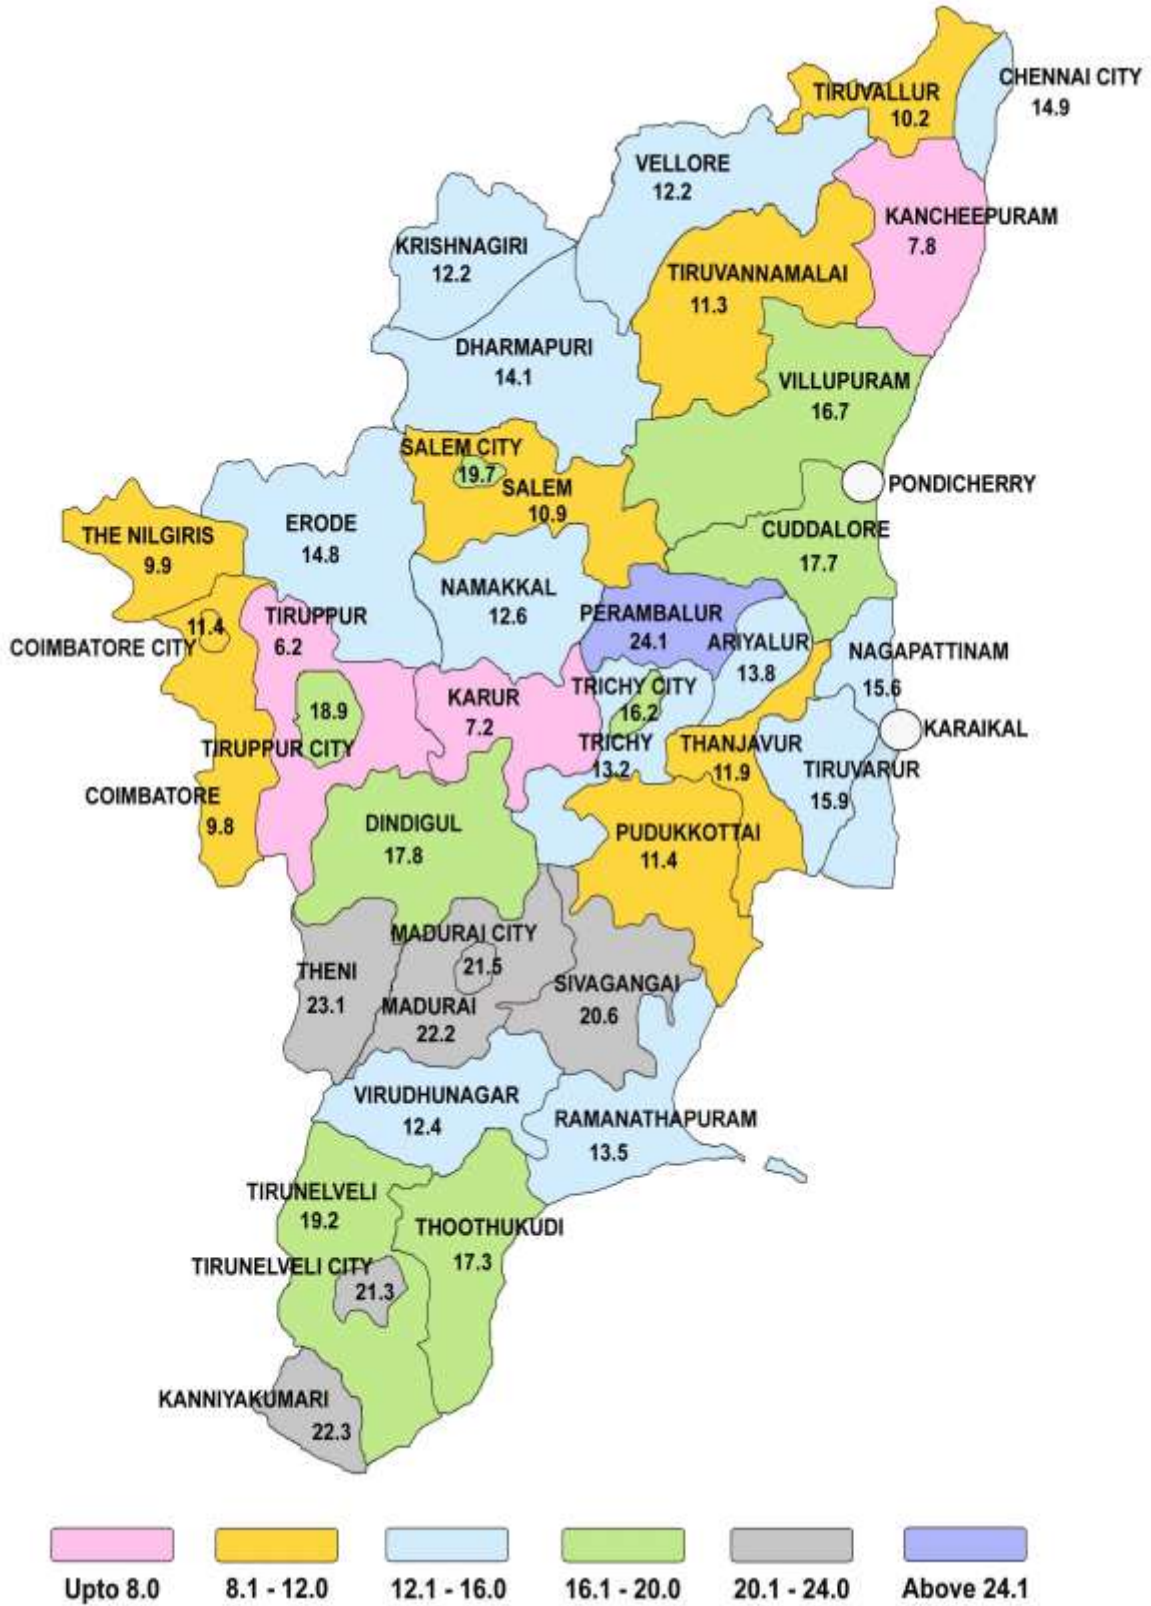 CHENNAI CITY
14.9
TIRUVALLUR
10.2
VELLORE
12.2
KANCHEEPURAM
7.8
KRISHNAGIRI
12.2
TIRUVANNAMALAI
11.3
DHARMAPURI
14.1
VILLUPURAM
16.7
SALEM CITY
19.7
SALEM
10.9
PONDICHERRY
CUDDALORE
17.7
THE NILGIRIS
9.9
ERODE
14.8
NAMAKKAL
12.6
PERAMBALUR
24.1
ARIYALUR
13.8
NAGAPATTINAM
15.6
TIRUPPUR
6.2
11.4
COIMBATORE CITY
KARUR
7.2
TRICHY CITY
16.2
TRICHY
13.2
KARAIKAL
18.9
TIRUPPUR CITY
THANJAVUR
11.9
TIRUVARUR
15.9
COIMBATORE
9.8
DINDIGUL
17.8
PUDUKKOTTAI
11.4
MADURAI CITY
21.5
THENI
23.1
MADURAI
22.2
SIVAGANGAI
20.6
VIRUDHUNAGAR
12.4
RAMANATHAPURAM
13.5
TIRUNELVELI
19.2
THOOTHUKUDI
17.3
TIRUNELVELI CITY
21.3
KANNIYAKUMARI
22.3
Upto 8.0
8.1 - 12.0
12.1 - 16.0
16.1 - 20.0
20.1 - 24.0
Above 24.1